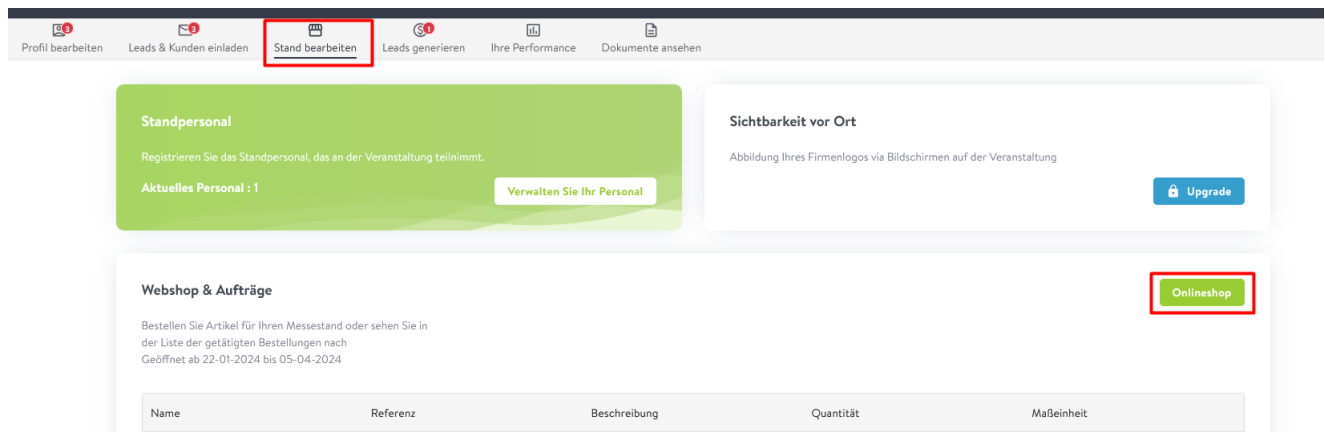 3 3 1
Profil bearbeiten Leads & Kunden einladen Stand bearbeiten Leads generieren Ihre Performance Dokumente ansehen
Standpersonal
Registrieren Sie das Standpersonal, das an der Veranstaltung teilnimmt.
Aktuelles Personal : 1
Verwalten Sie Ihr Personal
Sichtbarkeit vor Ort
Abbildung Ihres Firmenlogos via Bildschirmen auf der Veranstaltung
Upgrade
Webshop & Aufträge
Onlineshop
Bestellen Sie Artikel für Ihren Messestand oder sehen Sie in
der Liste der getätigten Bestellungen nach
Geöffnet ab 22-01-2024 bis 05-04-2024
Name Referenz Beschreibung Quantität Maßeinheit